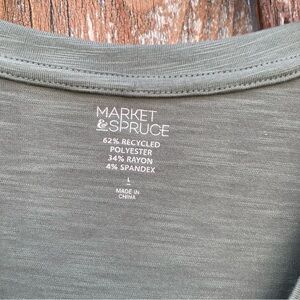 MARKET
&SPRUCE
62% RECYCLED
POLYESTER
34% RAYON
4% SPANDEX
L
MADE IN
CHINA